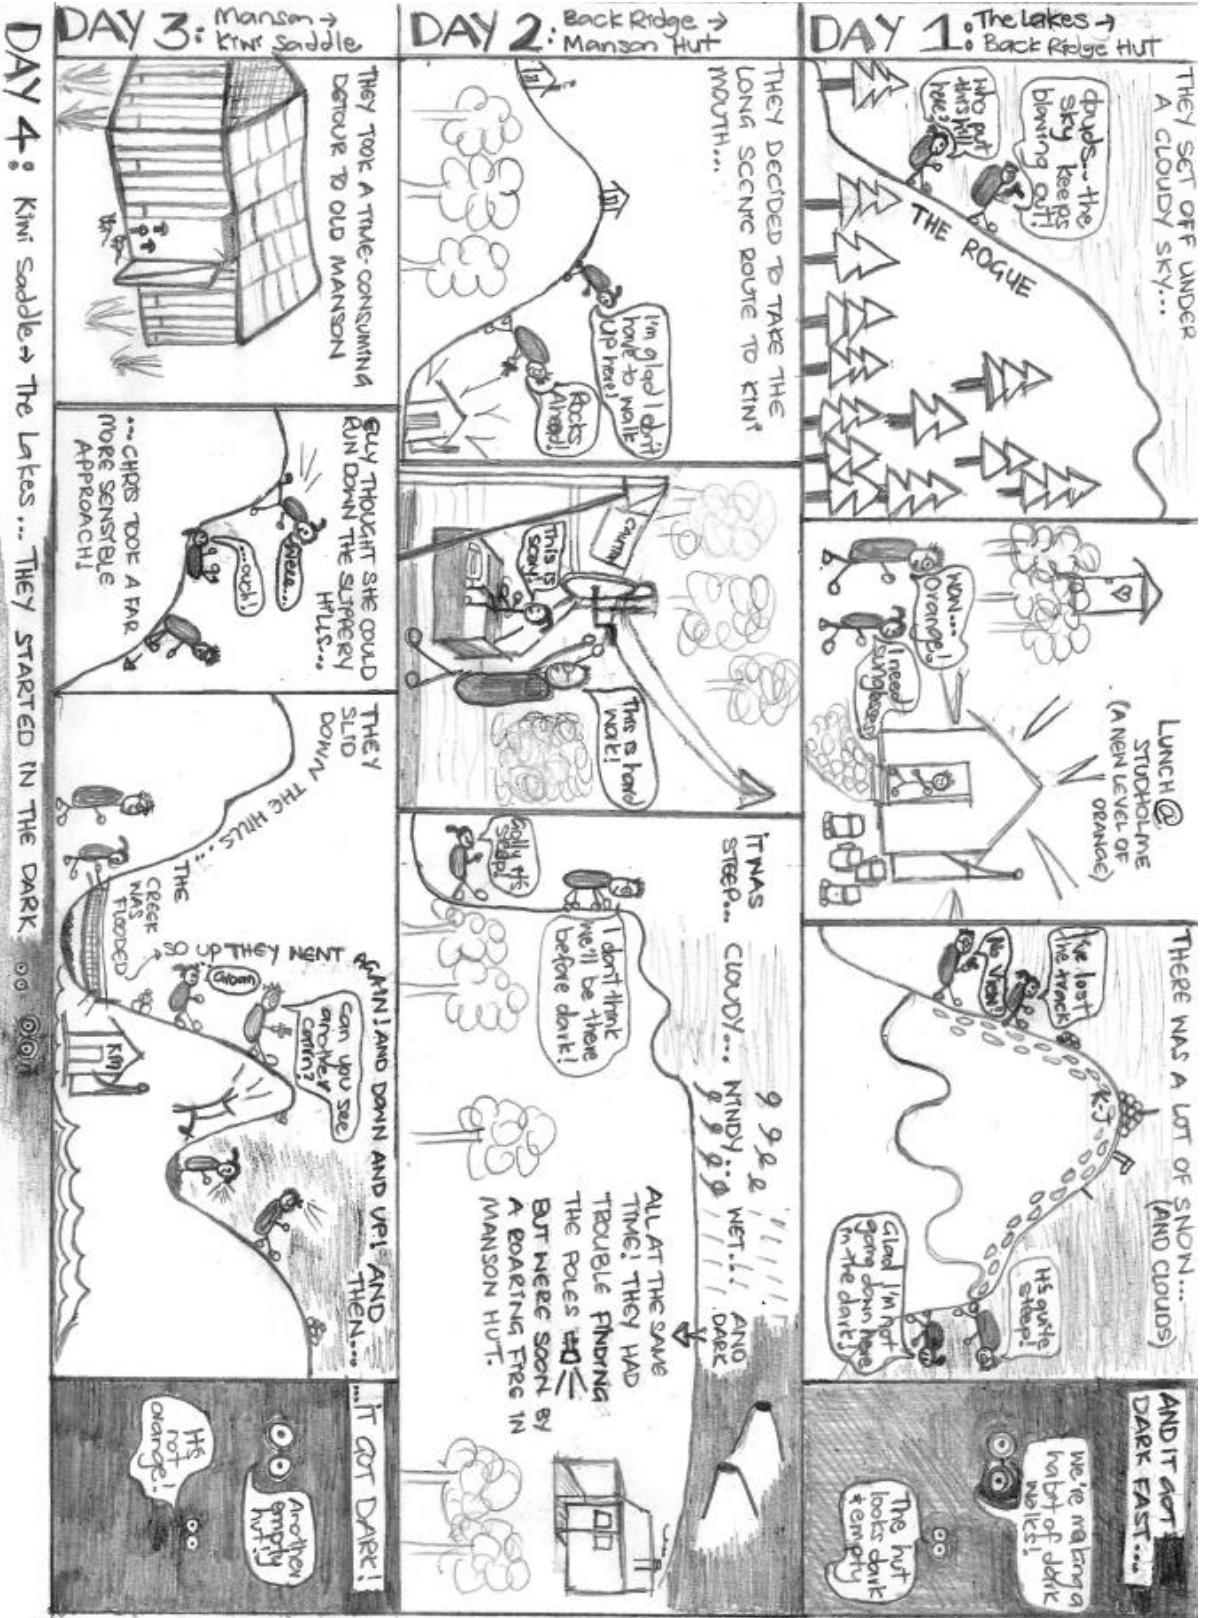 DAY 1: The Lakes →
Back Ridge Hut
THEY SET OFF UNDER
A CLOUDY SKY...
clouds... the
sky keeps
blaning out!
who put
this hill
here?
THE ROGUE
LUNCH @
STUDHOLME
(A NEW LEVEL OF
ORANGE)
wow...
Orange!
I need
sunglasses
THERE WAS A LOT OF SNOW...
(AND CLOUDS)
I've lost
the track
No View!
K-J
It's quite
steep!
Glad I'm not
going down here
in the dark!
AND IT GOT
DARK FAST...
we're making a
habit of dark
walks!
The hut
looks dark
& empty
DAY 2: Back Ridge →
Manson Hut
THEY DECIDED TO TAKE THE
LONG SCENIC ROUTE TO KIWI
MOUTH...
I'm glad I don't
have to walk
up here!
Rocks
Ahead!
This is
scary!
This is hard
work!
IT WAS
STEEP... CLOUDY... WINDY... WET... AND
DARK
Golly it's
steep!
I don't think
we'll be there
before dark!
ALL AT THE SAME
TIME! THEY HAD
TROUBLE FINDING
THE POLES
BUT WERE SOON BY
A ROARING FIRE IN
MANSON HUT.
DAY 3: Manson →
Kiwi Saddle
THEY TOOK A TIME-CONSUMING
DETOUR TO OLD MANSON
ELLY THOUGHT SHE COULD
RUN DOWN THE SLIPPERY
HILLS...
Weee...
...ouch!
...CHRIS TOOK A FAR
MORE SENSIBLE
APPROACH!
THEY
SLID
DOWN
THE HILLS...
THE
CREEK
WAS
FLOODED
SO UP THEY WENT
AGAIN! AND DOWN AND UP! AND
THEN...
Groan
Can you see
another
cairn?
...IT GOT DARK!
Another
empty
hut!
It's
not
orange!
DAY 4: Kiwi Saddle → The Lakes... THEY STARTED IN THE DARK